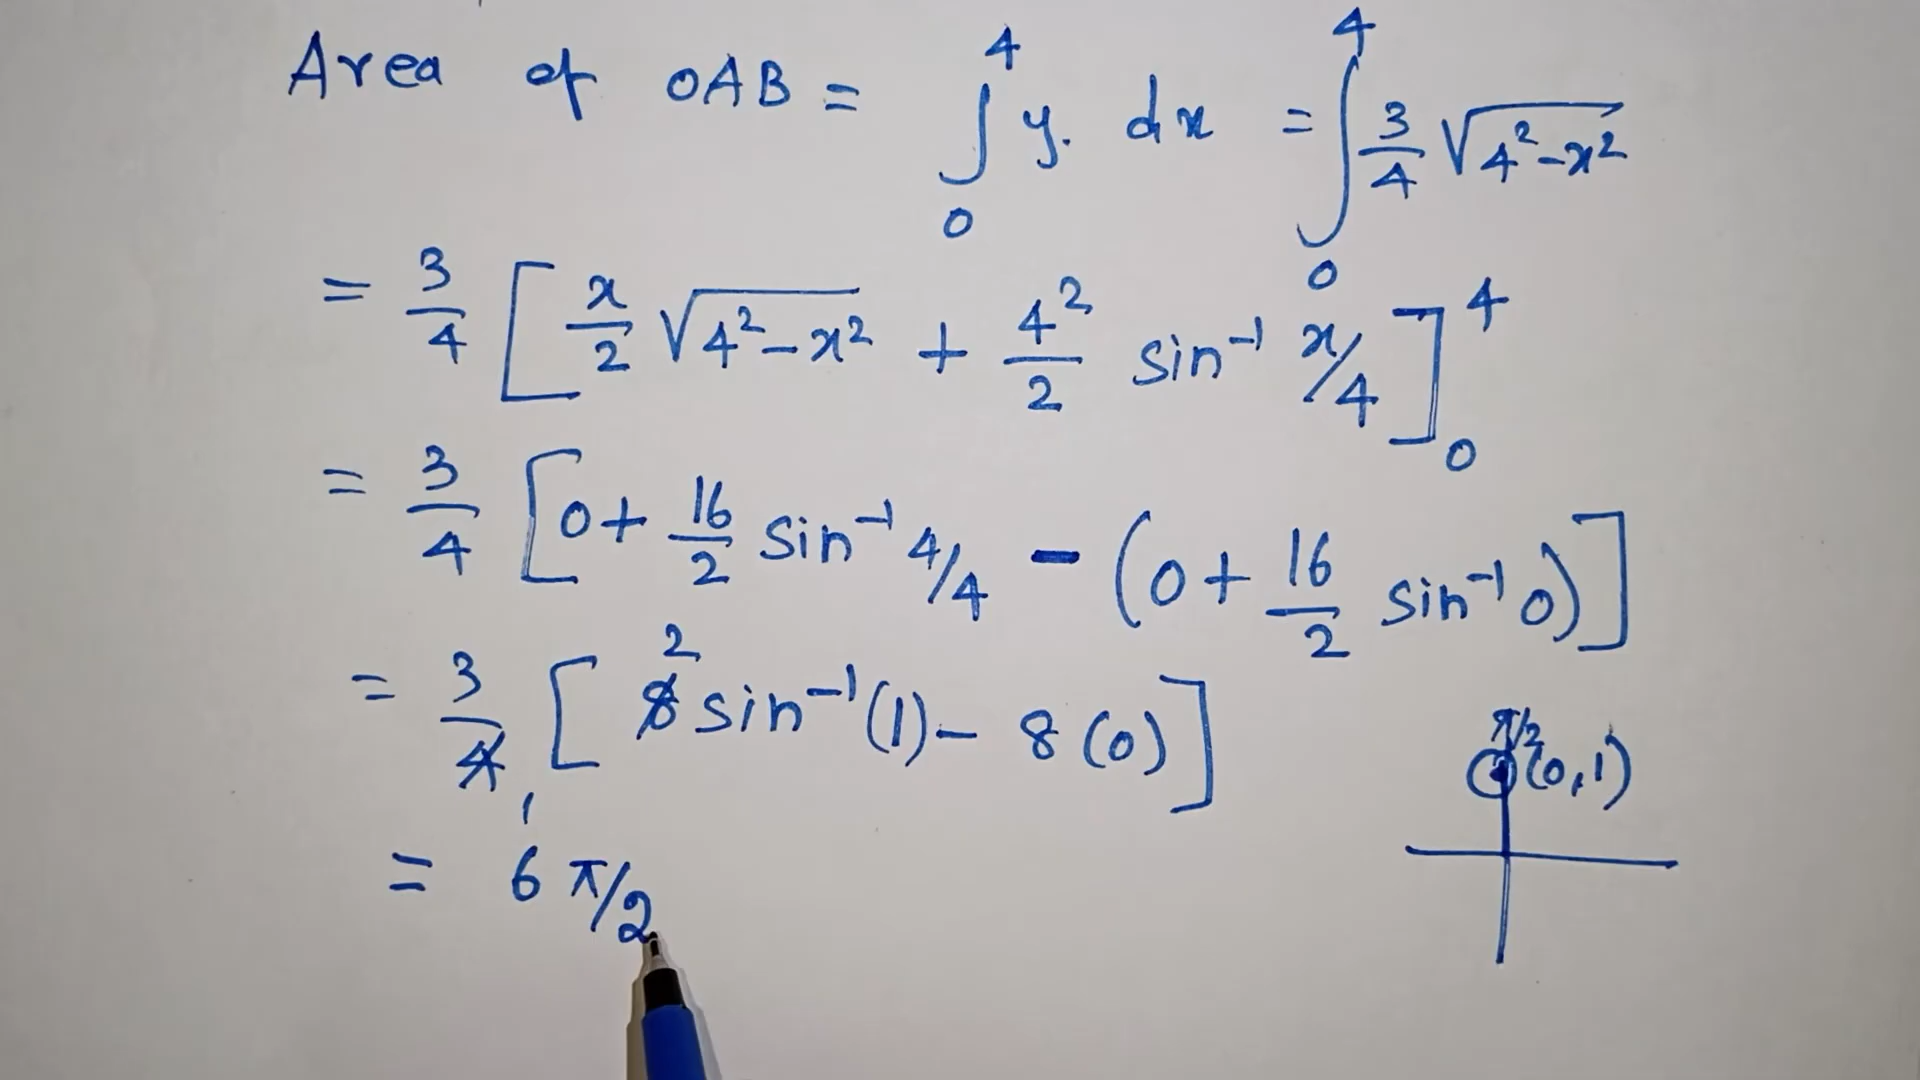 Area of OAB = ∫₀⁴ y. dx = ∫₀⁴ 3/4 √(4²-x²)
= 3/4 [ x/2 √(4²-x²) + 4²/2 sin⁻¹ x/4 ]₀⁴
= 3/4 [ 0 + 16/2 sin⁻¹ 4/4 - (0 + 16/2 sin⁻¹ 0) ]
2
= 3/4 [ 8 sin⁻¹(1) - 8(0) ]
1
π/2
(0,1)
= 6 π/2